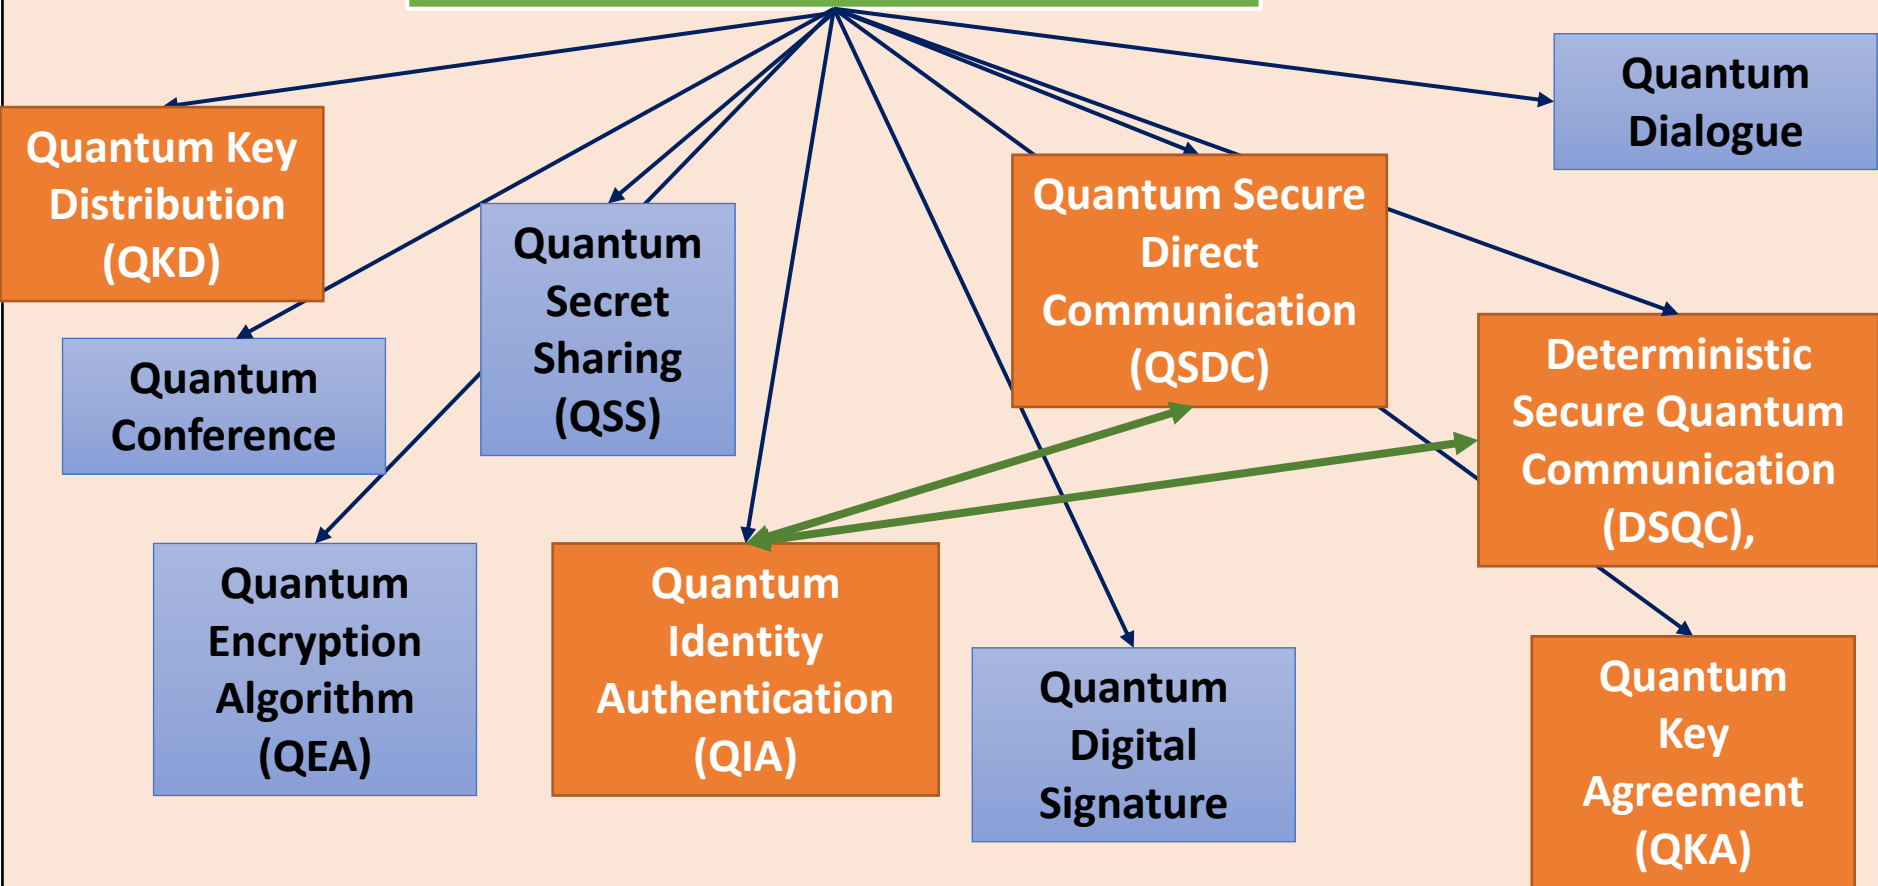 Quantum
Dialogue
Quantum Key
Distribution
(QKD)
Quantum Secure
Direct
Communication
(QSDC)
Quantum
Secret
Sharing
(QSS)
Deterministic
Secure Quantum
Communication
(DSQC),
Quantum
Conference
Quantum
Encryption
Algorithm
(QEA)
Quantum
Identity
Authentication
(QIA)
Quantum
Digital
Signature
Quantum
Key
Agreement
(QKA)